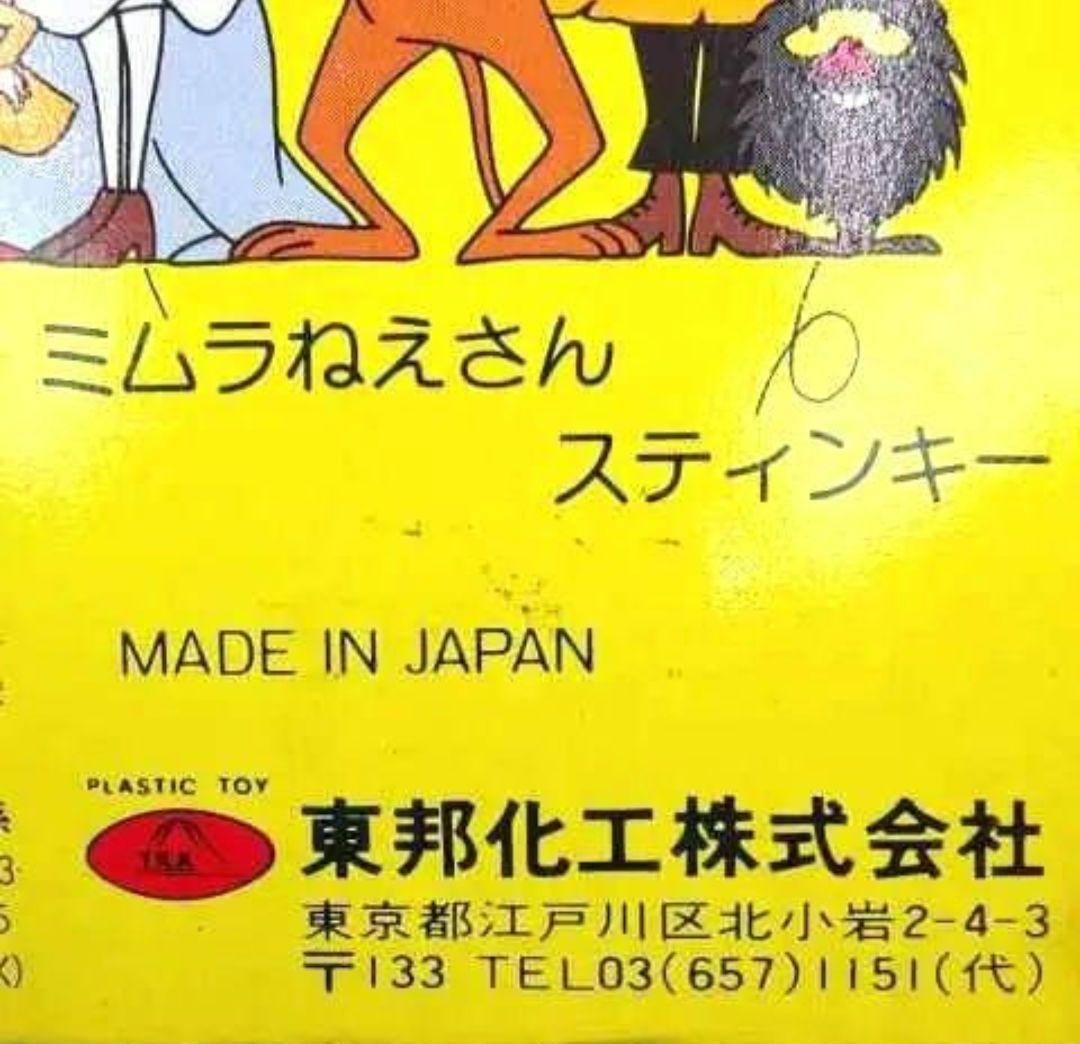 ミムラねえさん
スティンキー
MADE IN JAPAN
PLASTIC TOY
東邦化工株式会社
東京都江戸川区北小岩2-4-3
〒133 TEL03(657)1151(代)